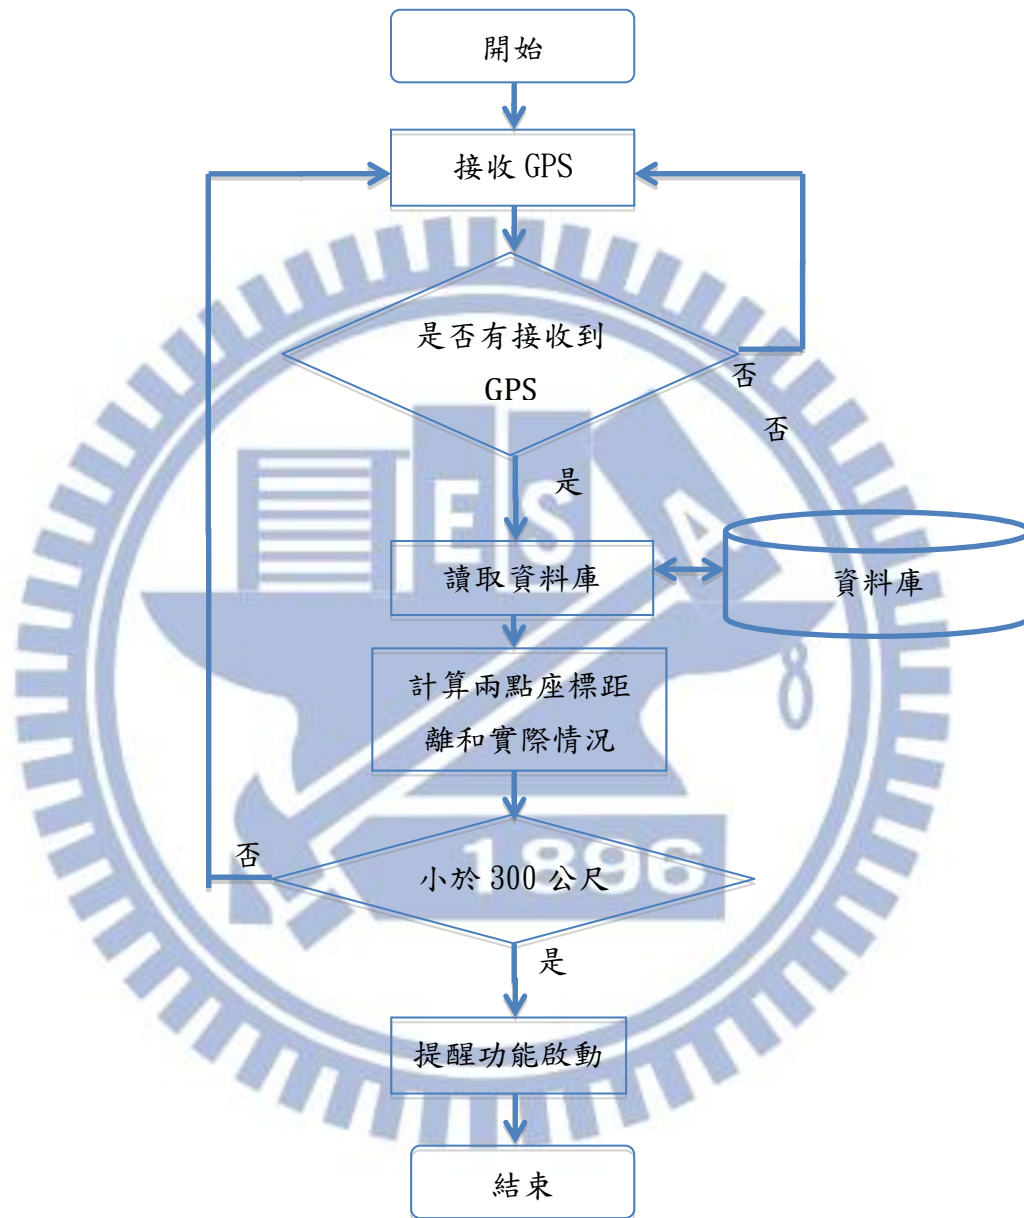 開始
接收 GPS
是否有接收到
GPS
否
否
是
E S A
讀取資料庫
資料庫
計算兩點座標距
離和實際情況
1896
否
小於 300 公尺
是
提醒功能啟動
結束